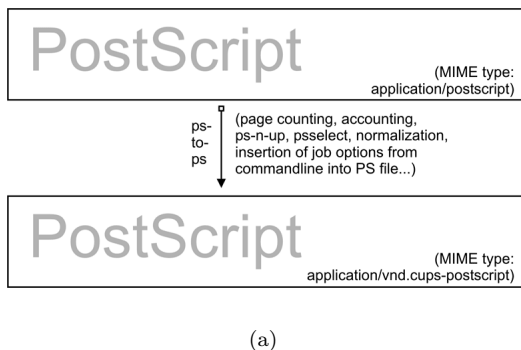 PostScript
(MIME type:
application/postscript)
ps-
to-
ps
(page counting, accounting,
ps-n-up, psselect, normalization,
insertion of job options from
commandline into PS file...)
PostScript
(MIME type:
application/vnd.cups-postscript)
(a)